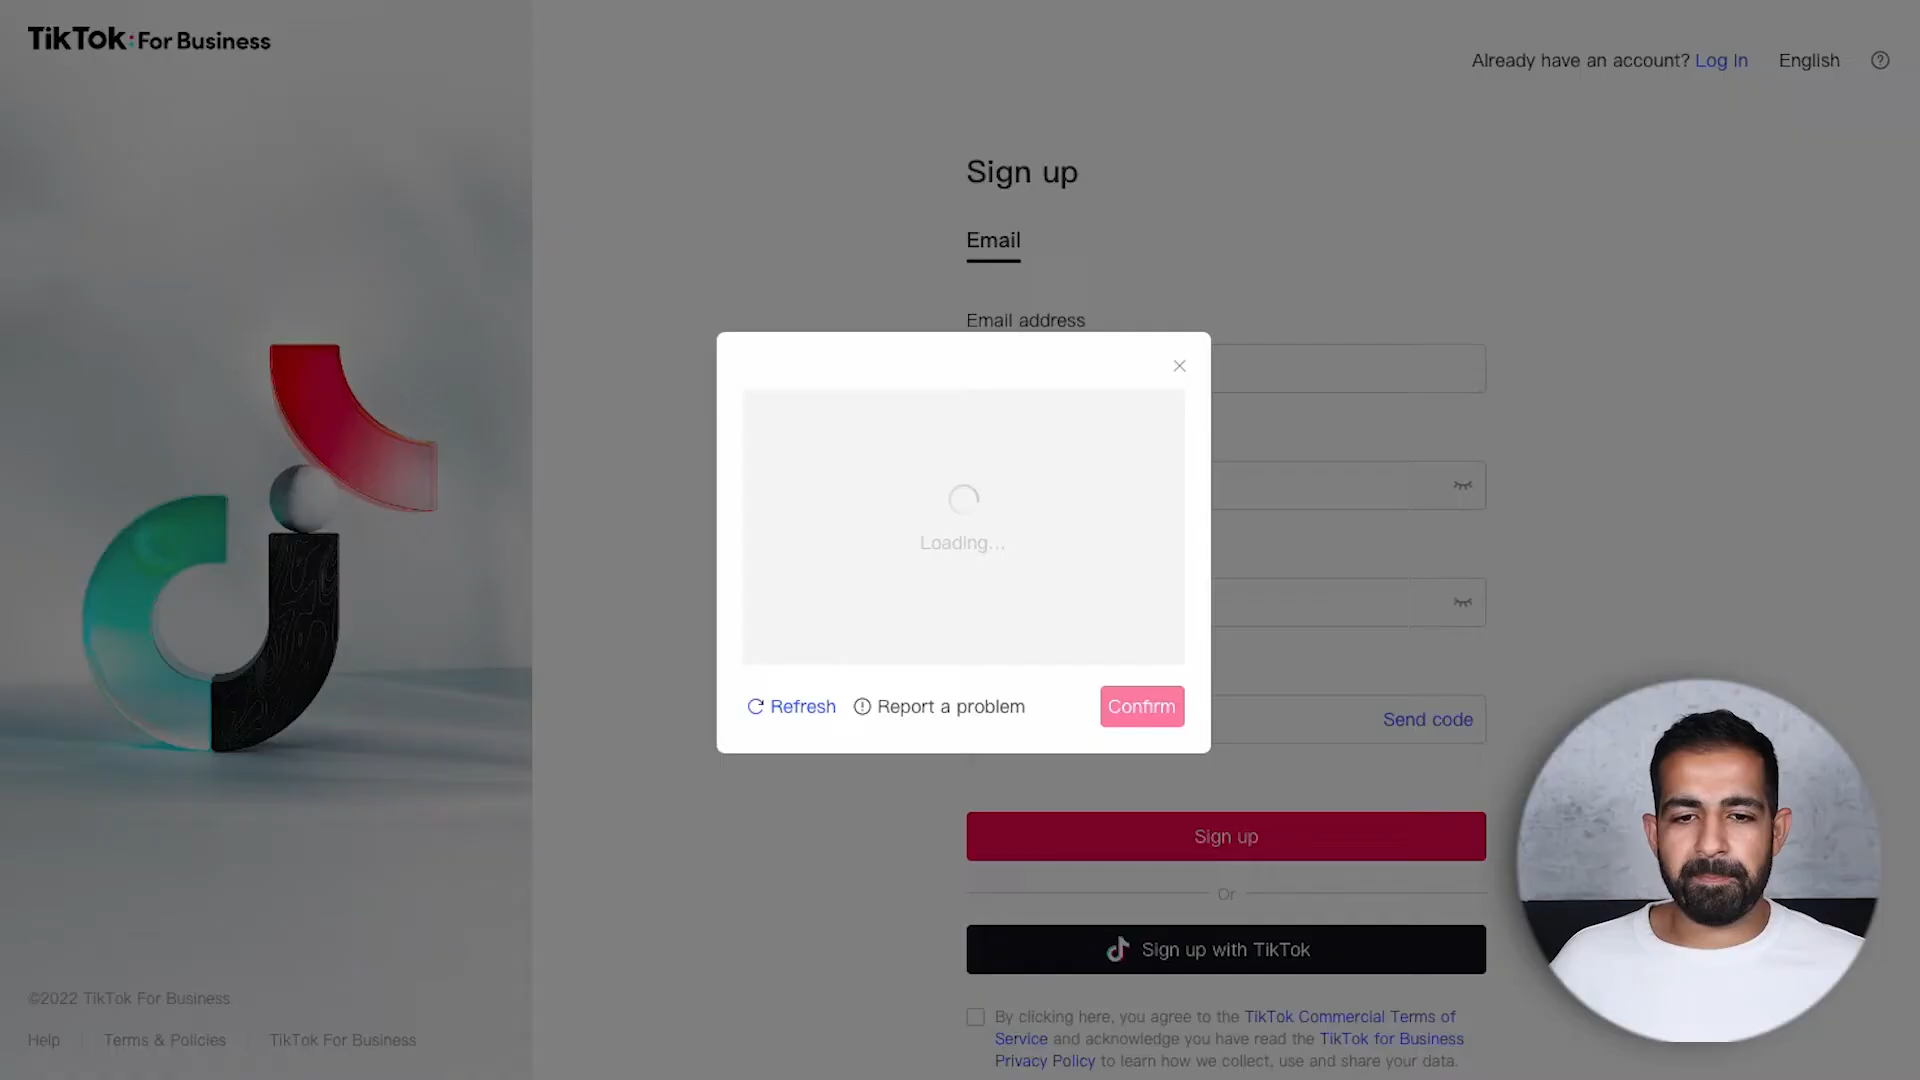 TikTok: For Business
Already have an account? Log In
English
Sign up
Email
Email address
Loading...
Refresh
Report a problem
Confirm
Send code
Sign up
Or
Sign up with TikTok
By clicking here, you agree to the TikTok Commercial Terms of
Service and acknowledge you have read the TikTok for Business
Privacy Policy to learn how we collect, use and share your data.
©2022 TikTok For Business
Help
Terms & Policies
TikTok For Business